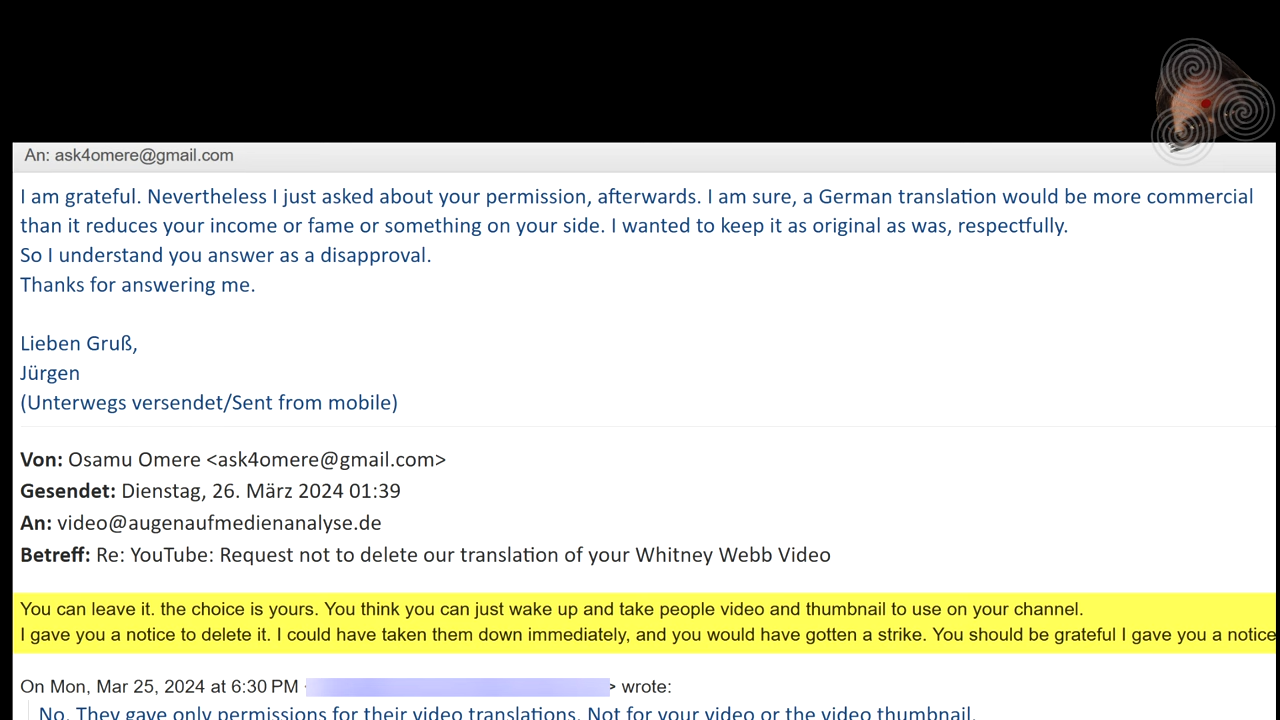 An: ask4omere@gmail.com
I am grateful. Nevertheless I just asked about your permission, afterwards. I am sure, a German translation would be more commercial
than it reduces your income or fame or something on your side. I wanted to keep it as original as was, respectfully.
So I understand you answer as a disapproval.
Thanks for answering me.
Lieben Gruß,
Jürgen
(Unterwegs versendet/Sent from mobile)
Von: Osamu Omere <ask4omere@gmail.com>
Gesendet: Dienstag, 26. März 2024 01:39
An: video@augenaufmedienanalyse.de
Betreff: Re: YouTube: Request not to delete our translation of your Whitney Webb Video
You can leave it. the choice is yours. You think you can just wake up and take people video and thumbnail to use on your channel.
I gave you a notice to delete it. I could have taken them down immediately, and you would have gotten a strike. You should be grateful I gave you a notice
On Mon, Mar 25, 2024 at 6:30 PM > wrote:
No. They gave only permissions for their video translations. Not for your video or the video thumbnail.